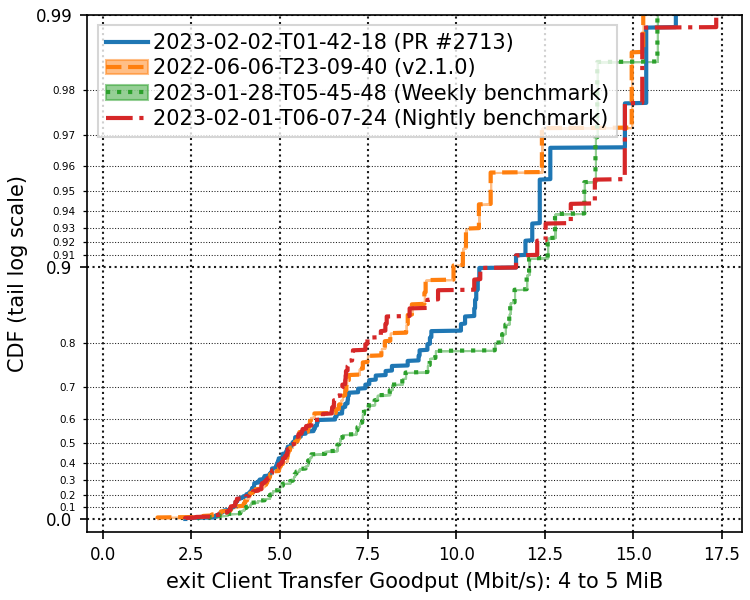 0.99
2023-02-02-T01-42-18 (PR #2713)
2022-06-06-T23-09-40 (v2.1.0)
2023-01-28-T05-45-48 (Weekly benchmark)
2023-02-01-T06-07-24 (Nightly benchmark)
0.98
0.97
0.96
0.95
0.94
0.93
0.92
0.91
0.9
0.8
0.7
0.6
0.5
0.4
0.3
0.2
0.1
0.0
CDF (tail log scale)
0.0 2.5 5.0 7.5 10.0 12.5 15.0 17.5
exit Client Transfer Goodput (Mbit/s): 4 to 5 MiB